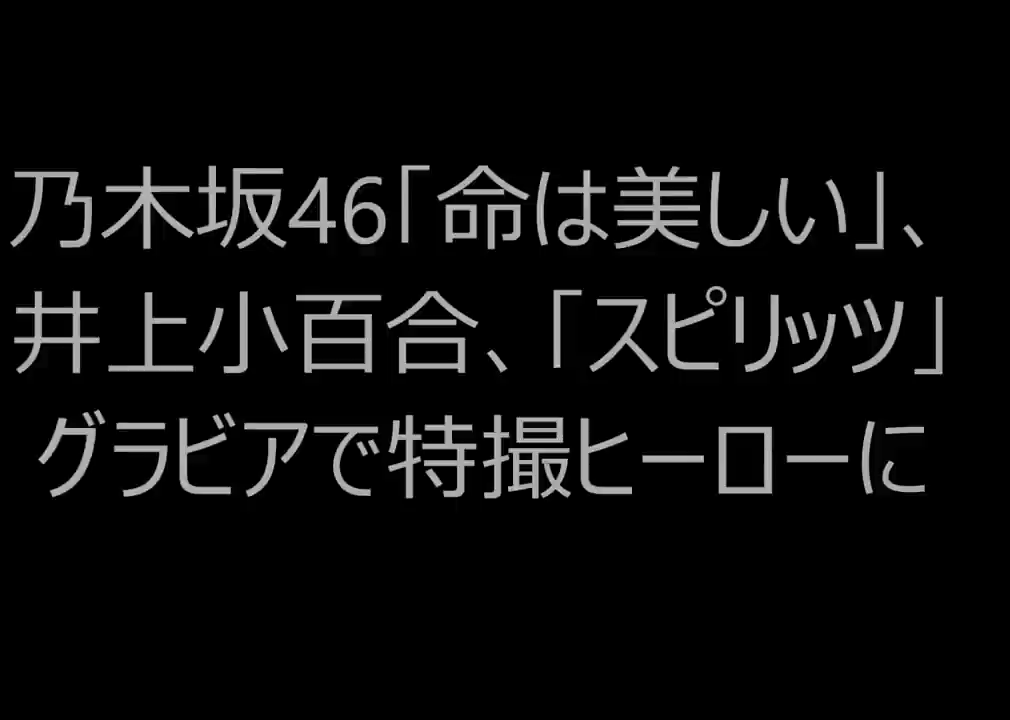 乃木坂46「命は美しい」、
井上小百合、「スピリッツ」
グラビアで特撮ヒーローに